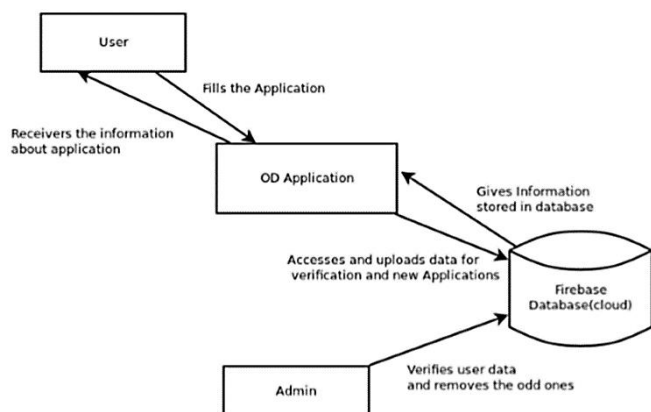 User
Fills the Application
Receivers the information
about application
OD Application
Gives Information
stored in database
Accesses and uploads data for
verification and new Applications
Firebase
Database(cloud)
Verifies user data
and removes the odd ones
Admin